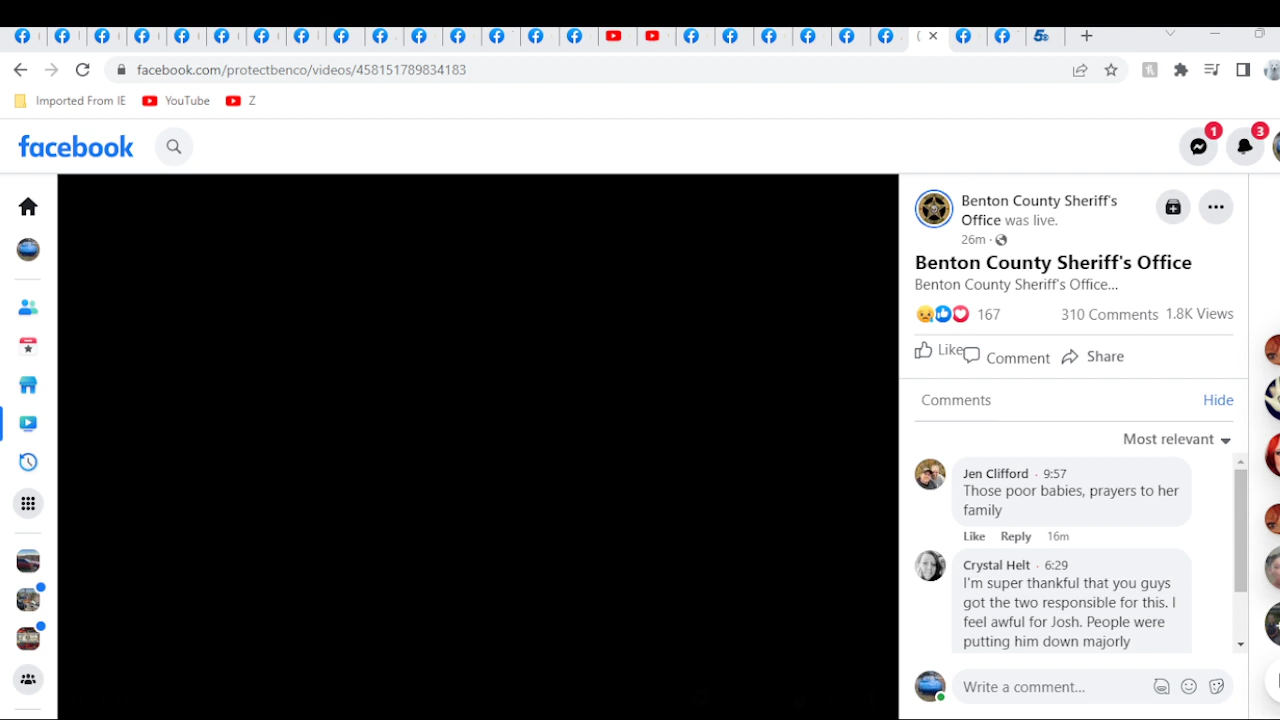 facebook.com/protectbenco/videos/458151789834183
Imported From IE
YouTube
Z
facebook
1
3
Benton County Sheriff's
Office was live.
26m ·
Benton County Sheriff's Office
Benton County Sheriff's Office...
167
310 Comments
1.8K Views
Like
Comment
Share
Comments
Hide
Most relevant
Jen Clifford · 9:57
Those poor babies, prayers to her
family
Like Reply 16m
Crystal Helt · 6:29
I'm super thankful that you guys
got the two responsible for this. I
feel awful for Josh. People were
putting him down majorly
Write a comment...